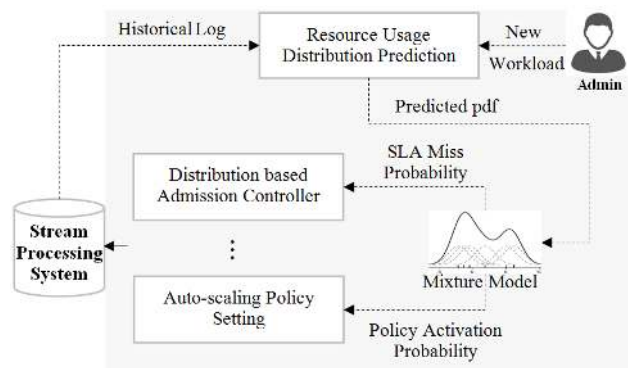 Historical Log
Resource Usage
Distribution Prediction
New
Workload
Admin
Predicted pdf
SLA Miss
Probability
Distribution based
Admission Controller
Stream
Processing
System
Mixture Model
Auto-scaling Policy
Setting
Policy Activation
Probability